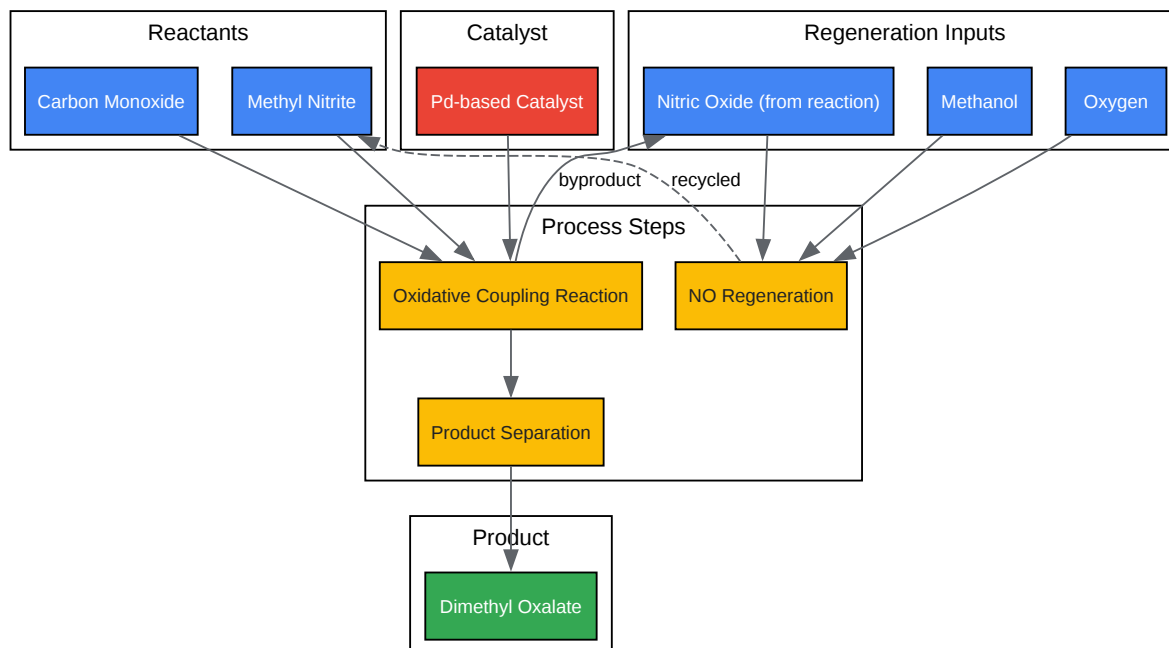 Reactants
Catalyst
Regeneration Inputs
Carbon Monoxide
Methyl Nitrite
Pd-based Catalyst
Nitric Oxide (from reaction)
Methanol
Oxygen
byproduct
recycled
Process Steps
Oxidative Coupling Reaction
NO Regeneration
Product Separation
Product
Dimethyl Oxalate